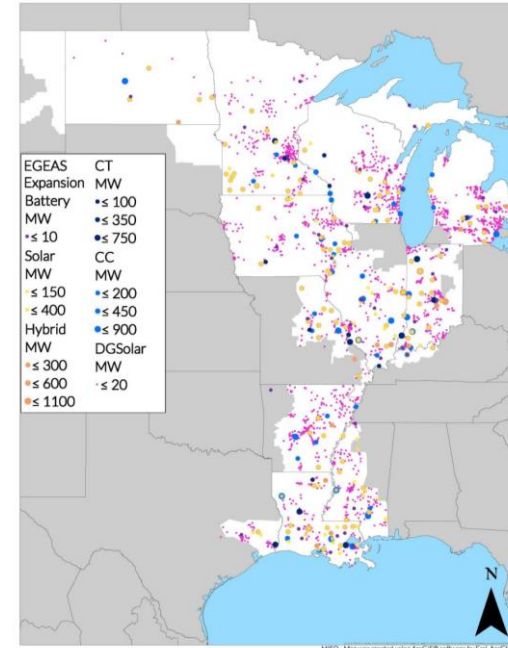 EGEAS
Expansion
Battery
MW
≤ 10
Solar
MW
≤ 150
≤ 400
Hybrid
MW
≤ 300
≤ 600
≤ 1100
CT
MW
≤ 100
≤ 350
≤ 750
CC
MW
≤ 200
≤ 450
≤ 900
DGSolar
MW
≤ 20
N